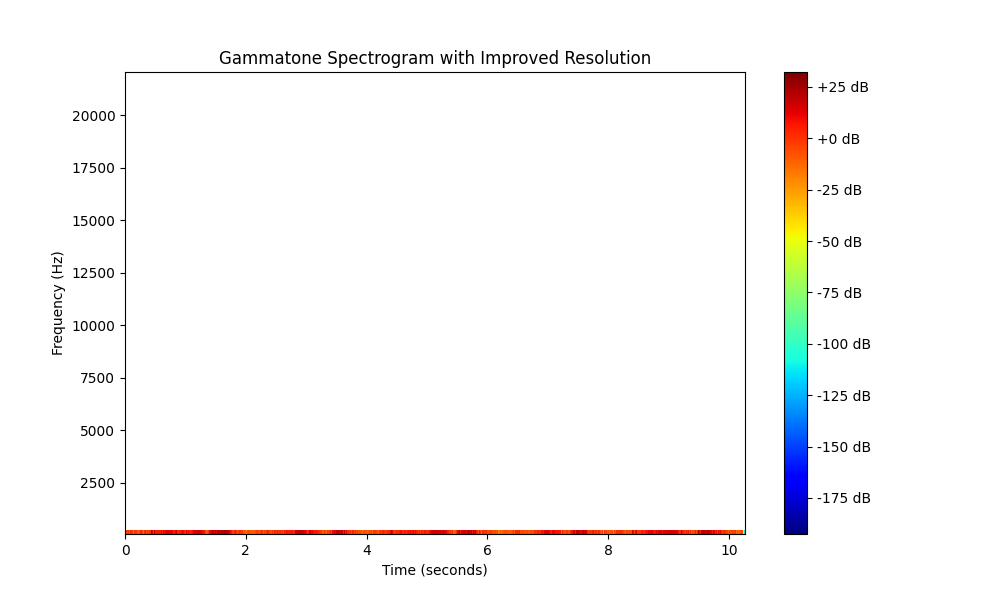 Gammatone Spectrogram with Improved Resolution
Frequency (Hz)
20000
17500
15000
12500
10000
7500
5000
2500
0 2 4 6 8 10
Time (seconds)
+25 dB
+0 dB
-25 dB
-50 dB
-75 dB
-100 dB
-125 dB
-150 dB
-175 dB